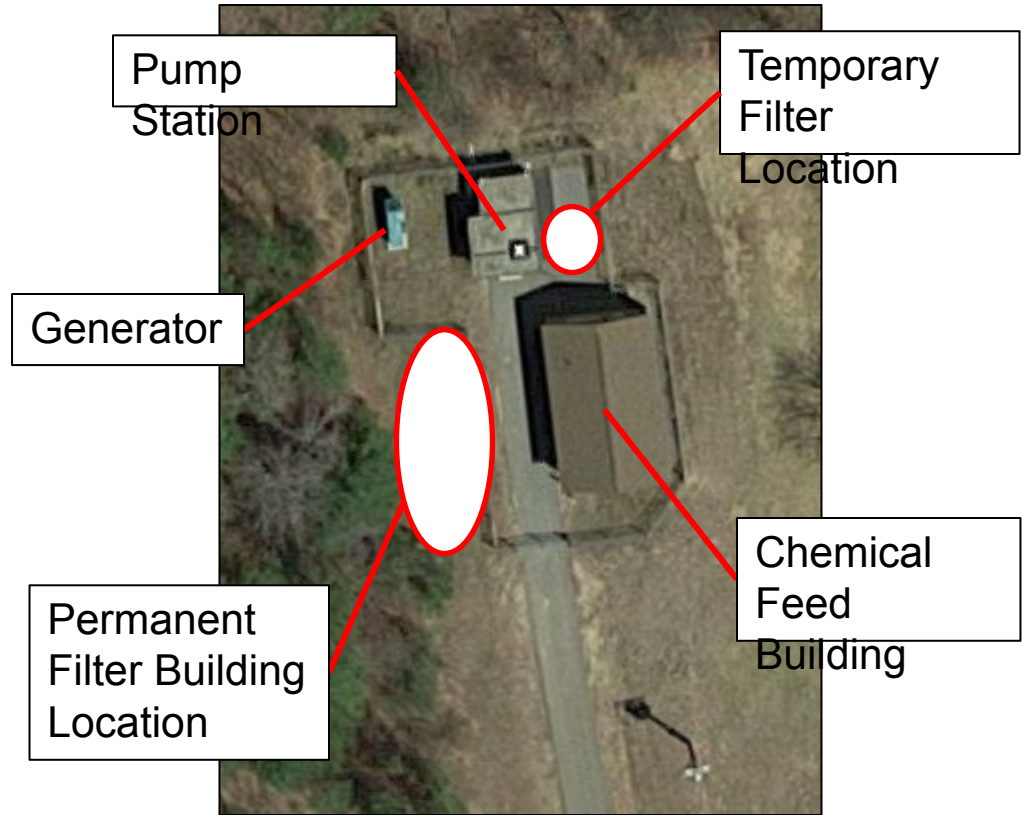 Pump
Station
Temporary
Filter
Location
Generator
Permanent
Filter Building
Location
Chemical
Feed
Building